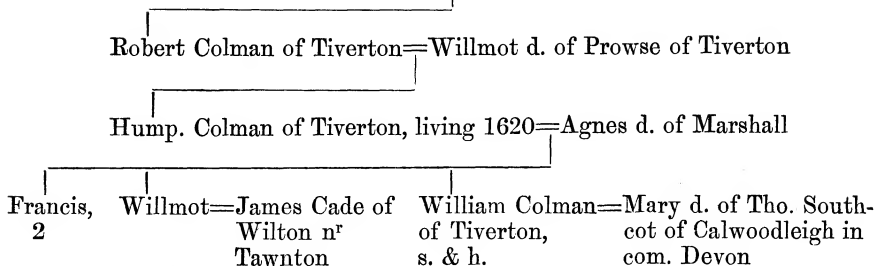 Robert Colman of Tiverton=Willmot d. of Prowse of Tiverton
Hump. Colman of Tiverton, living 1620=Agnes d. of Marshall
Francis, Willmot=James Cade of William Colman=Mary d. of Tho. South-
2 Wilton nʳ of Tiverton, cot of Calwoodleigh in
Tawnton s. & h. com. Devon